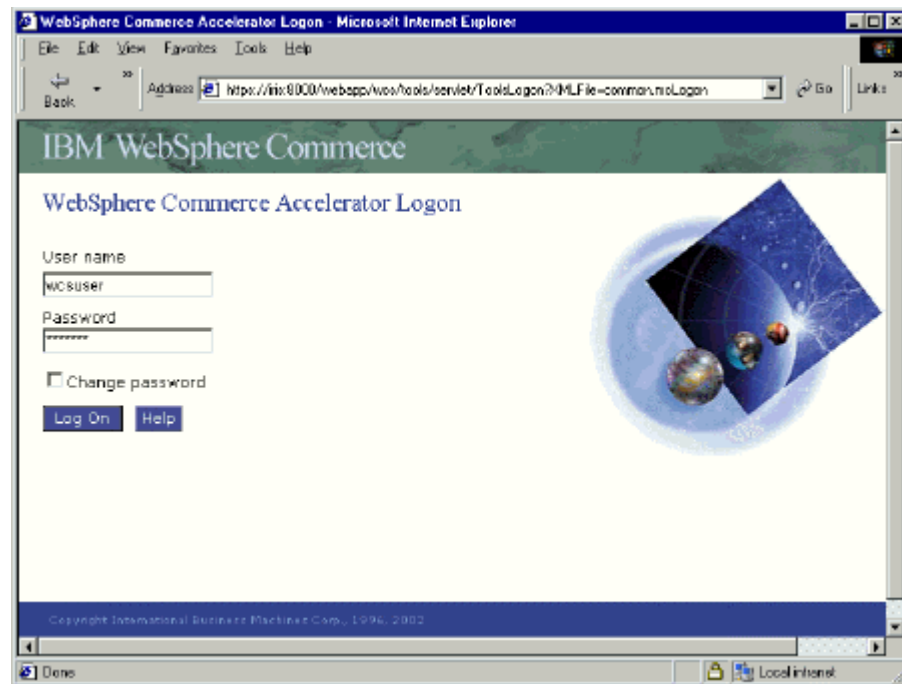 WebSphere Commerce Accelerator Logon - Microsoft Internet Explorer
File Edit View Favorites Tools Help
Back Address https://iris:8000/webapp/wcs/tools/servlet/ToolsLogon?XMLFile=common.mcLogon Go Links
IBM WebSphere Commerce
WebSphere Commerce Accelerator Logon
User name
wcsuser
Password
*******
Change password
Log On Help
Copyright International Business Machines Corp., 1996, 2002
Done Local intranet